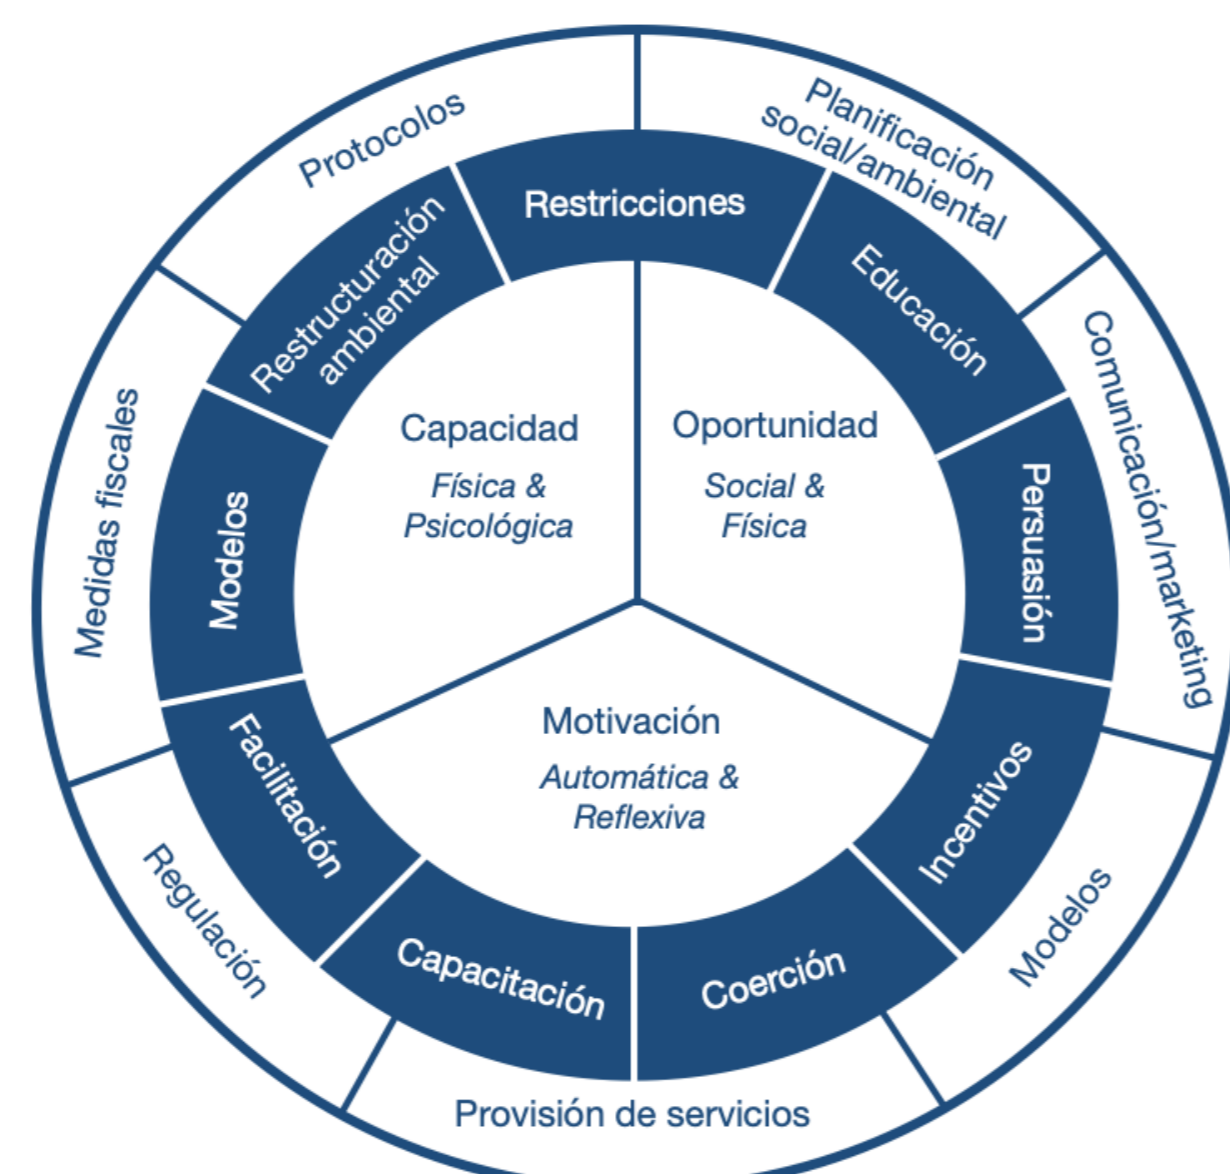 Protocolos
Planificación
social/ambiental
Comunicación/marketing
Modelos
Provisión de servicios
Regulación
Medidas fiscales
Restricciones
Educación
Persuasión
Incentivos
Coerción
Capacitación
Facilitación
Modelos
Restructuración
ambiental
Capacidad
Física &
Psicológica
Oportunidad
Social &
Física
Motivación
Automática &
Reflexiva